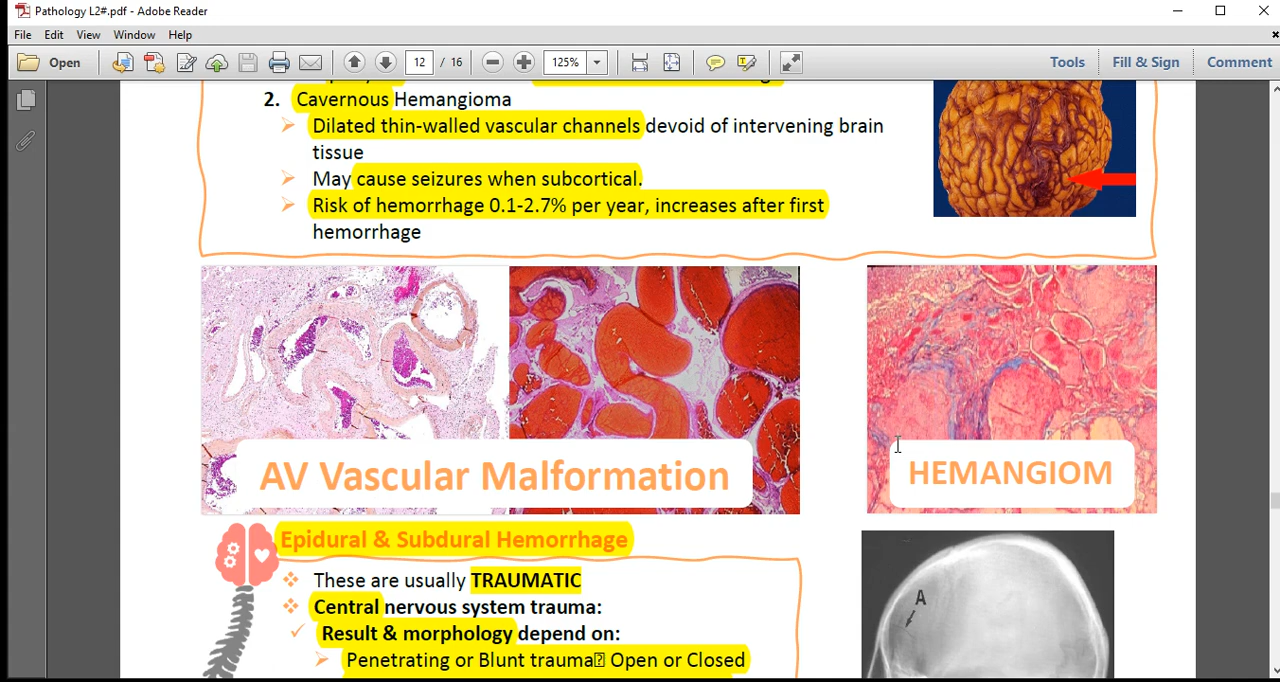 Pathology L2#.pdf - Adobe Reader
File Edit View Window Help
Open 12 / 16 125% Tools Fill & Sign Comment
2. Cavernous Hemangioma
Dilated thin-walled vascular channels devoid of intervening brain
tissue
May cause seizures when subcortical.
Risk of hemorrhage 0.1-2.7% per year, increases after first
hemorrhage
AV Vascular Malformation
HEMANGIOM
Epidural & Subdural Hemorrhage
These are usually TRAUMATIC
Central nervous system trauma:
Result & morphology depend on:
Penetrating or Blunt trauma Open or Closed
A